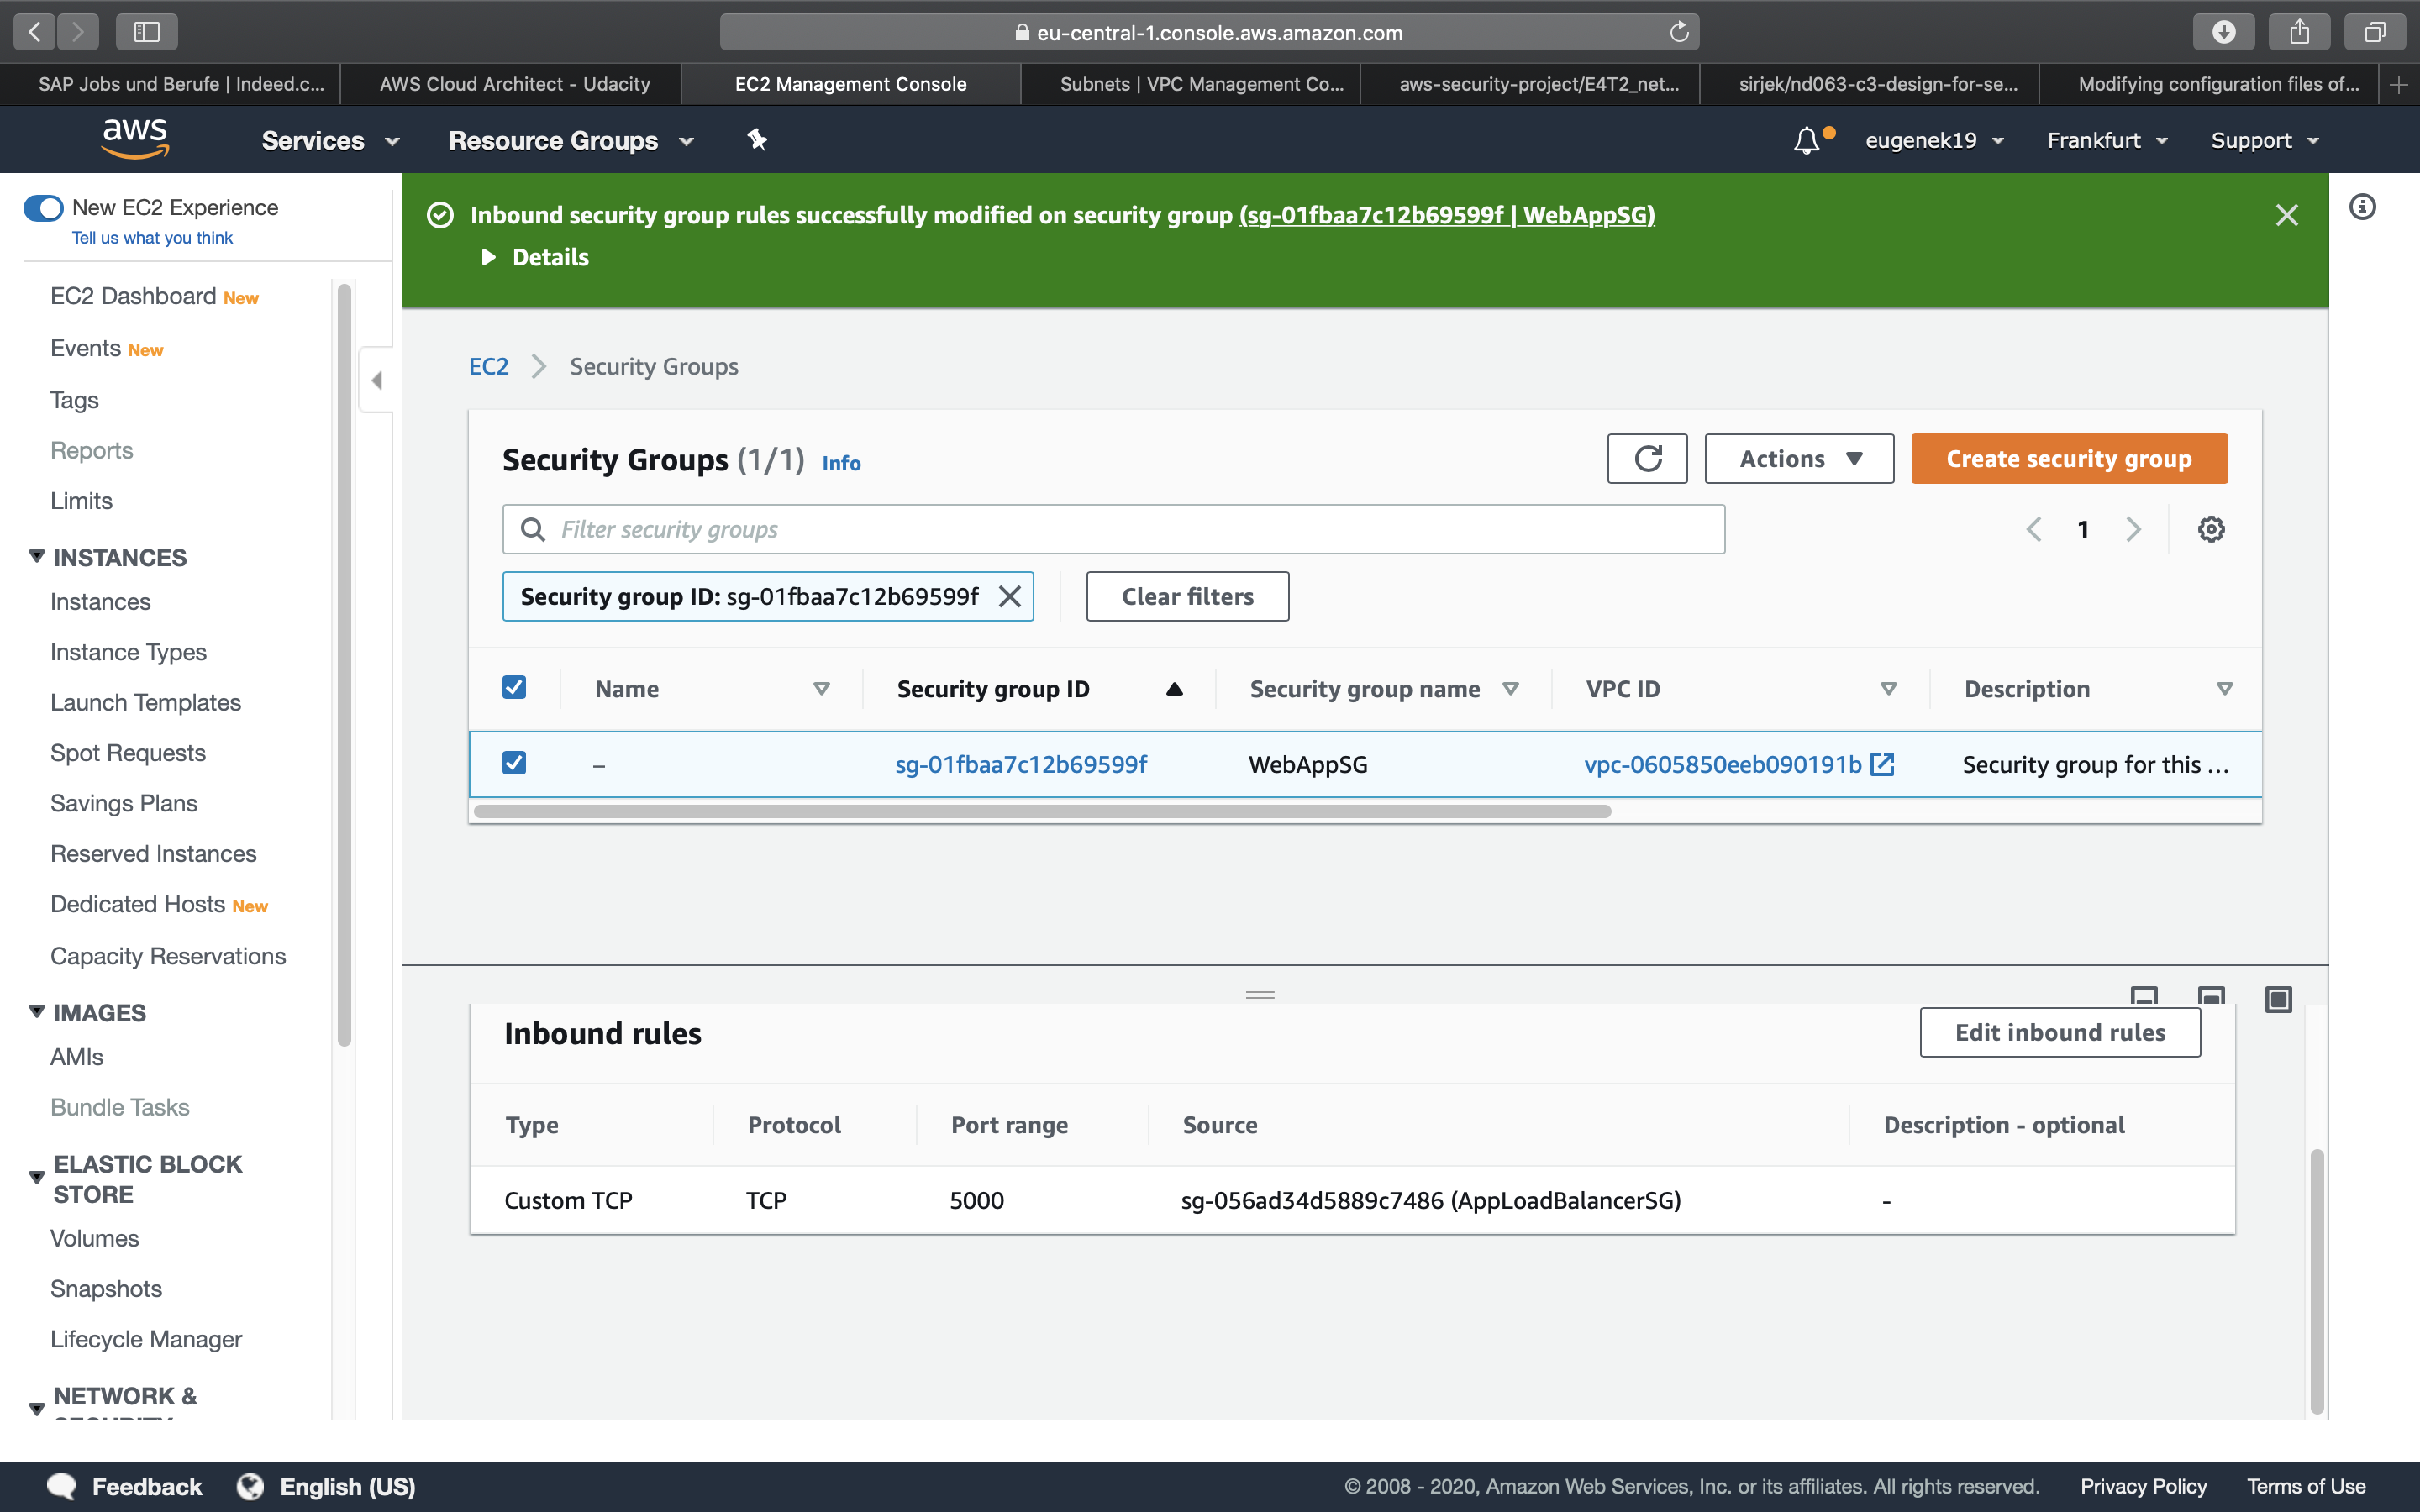 eu-central-1.console.aws.amazon.com
SAP Jobs und Berufe | Indeed.c...
AWS Cloud Architect - Udacity
EC2 Management Console
Subnets | VPC Management Co...
aws-security-project/E4T2_net...
sirjek/nd063-c3-design-for-se...
Modifying configuration files of...
aws
Services
Resource Groups
eugenek19
Frankfurt
Support
New EC2 Experience
Tell us what you think
EC2 Dashboard New
Events New
Tags
Reports
Limits
INSTANCES
Instances
Instance Types
Launch Templates
Spot Requests
Savings Plans
Reserved Instances
Dedicated Hosts New
Capacity Reservations
IMAGES
AMIs
Bundle Tasks
ELASTIC BLOCK
STORE
Volumes
Snapshots
Lifecycle Manager
NETWORK &
Inbound security group rules successfully modified on security group (sg-01fbaa7c12b69599f | WebAppSG)
Details
EC2 Security Groups
Security Groups (1/1) Info
Actions
Create security group
Filter security groups
1
Security group ID: sg-01fbaa7c12b69599f
Clear filters
Name Security group ID Security group name VPC ID Description
– sg-01fbaa7c12b69599f WebAppSG vpc-0605850eeb090191b Security group for this ...
Inbound rules
Edit inbound rules
Type Protocol Port range Source Description - optional
Custom TCP TCP 5000 sg-056ad34d5889c7486 (AppLoadBalancerSG) -
Feedback English (US)
© 2008 - 2020, Amazon Web Services, Inc. or its affiliates. All rights reserved. Privacy Policy Terms of Use